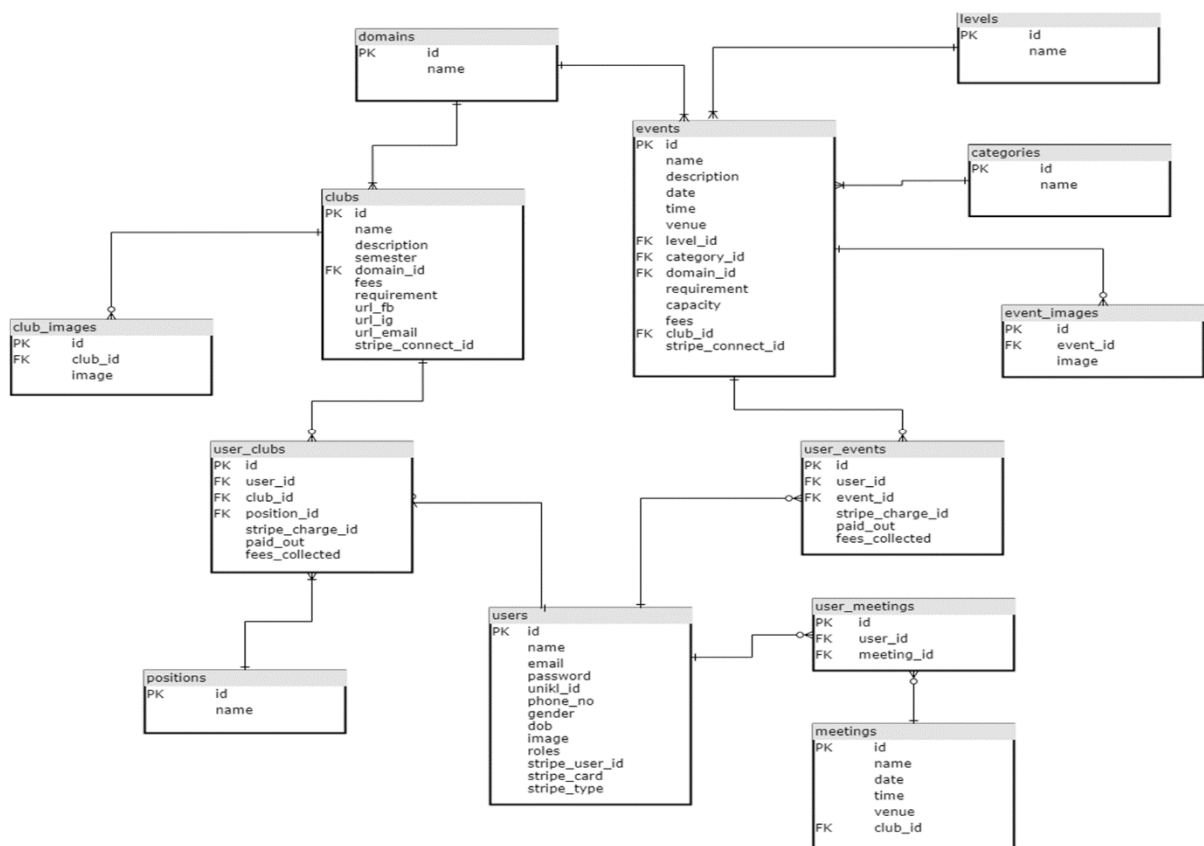 domains
PK id
name
levels
PK id
name
events
PK id
name
description
date
time
venue
FK level_id
FK category_id
FK domain_id
requirement
capacity
fees
FK club_id
stripe_connect_id
categories
PK id
name
clubs
PK id
name
description
semester
FK domain_id
fees
requirement
url_fb
url_ig
url_email
stripe_connect_id
club_images
PK id
FK club_id
image
event_images
PK id
FK event_id
image
user_clubs
PK id
FK user_id
FK club_id
FK position_id
stripe_charge_id
paid_out
fees_collected
user_events
PK id
FK user_id
FK event_id
stripe_charge_id
paid_out
fees_collected
users
PK id
name
email
password
unikl_id
phone_no
gender
dob
image
roles
stripe_user_id
stripe_card
stripe_type
user_meetings
PK id
FK user_id
FK meeting_id
positions
PK id
name
meetings
PK id
name
date
time
venue
FK club_id